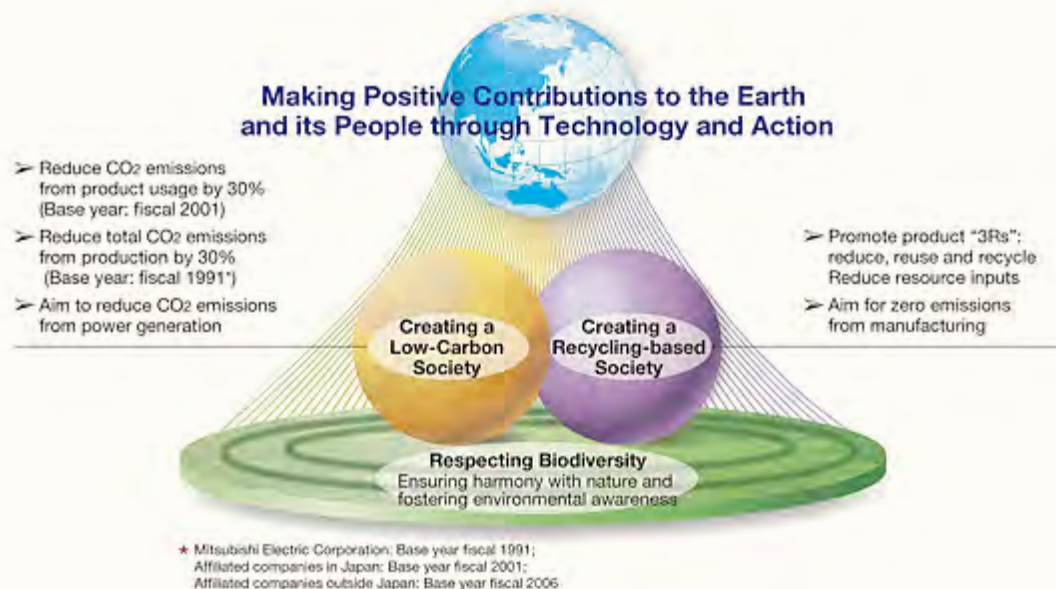 Making Positive Contributions to the Earth
and its People through Technology and Action
➢ Reduce CO2 emissions
from product usage by 30%
(Base year: fiscal 2001)
➢ Reduce total CO2 emissions
from production by 30%
(Base year: fiscal 1991*)
➢ Aim to reduce CO2 emissions
from power generation
➢ Promote product “3Rs”:
reduce, reuse and recycle
Reduce resource inputs
➢ Aim for zero emissions
from manufacturing
Creating a
Low-Carbon
Society
Creating a
Recycling-based
Society
Respecting Biodiversity
Ensuring harmony with nature and
fostering environmental awareness
★ Mitsubishi Electric Corporation: Base year fiscal 1991;
Affiliated companies in Japan: Base year fiscal 2001;
Affiliated companies outside Japan: Base year fiscal 2006